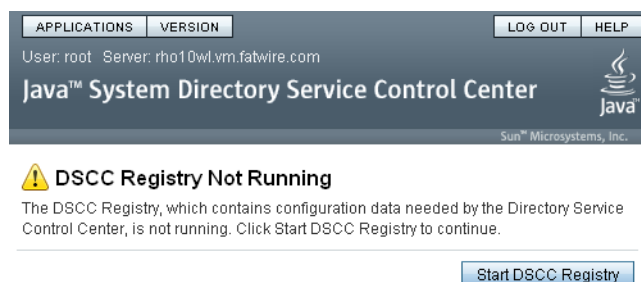 APPLICATIONS VERSION LOG OUT HELP
User: root Server: rho10wl.vm.fatwire.com
Java™ System Directory Service Control Center
Java™
Sun™ Microsystems, Inc.
DSCC Registry Not Running
The DSCC Registry, which contains configuration data needed by the Directory Service
Control Center, is not running. Click Start DSCC Registry to continue.
Start DSCC Registry